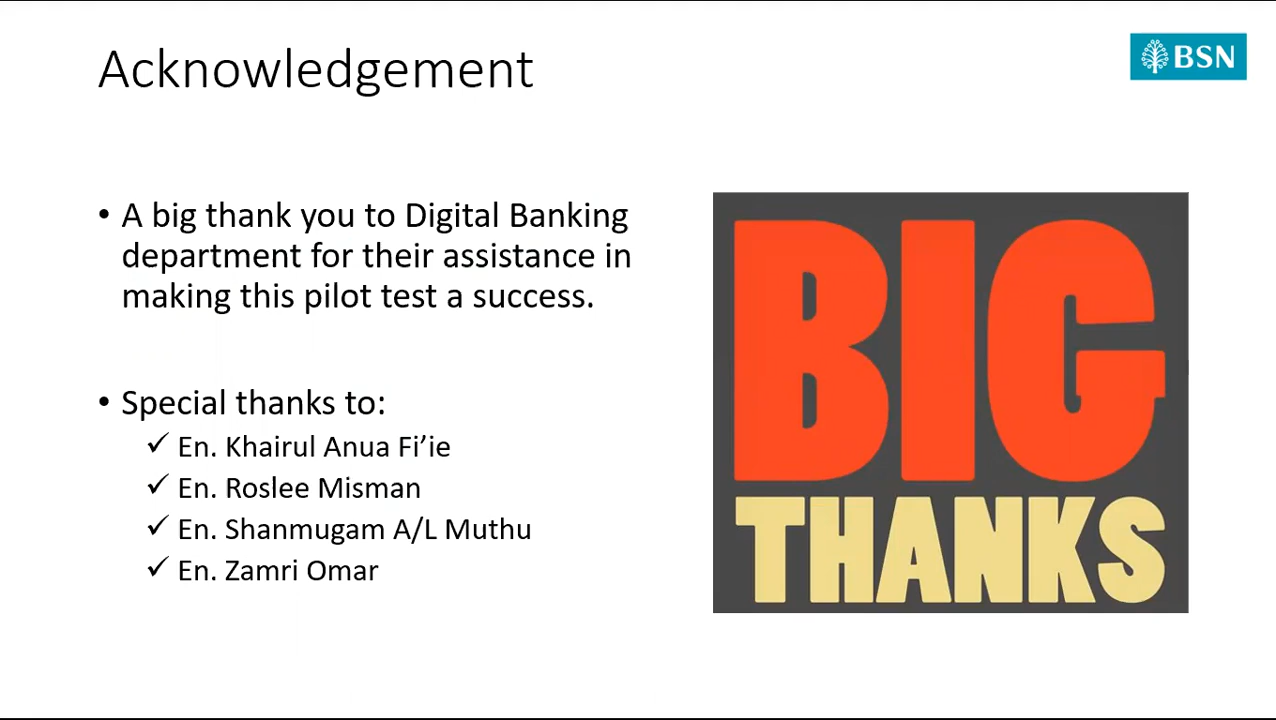 Acknowledgement
BSN
• A big thank you to Digital Banking
department for their assistance in
making this pilot test a success.
• Special thanks to:
✓ En. Khairul Anua Fi’ie
✓ En. Roslee Misman
✓ En. Shanmugam A/L Muthu
✓ En. Zamri Omar
BIG
THANKS